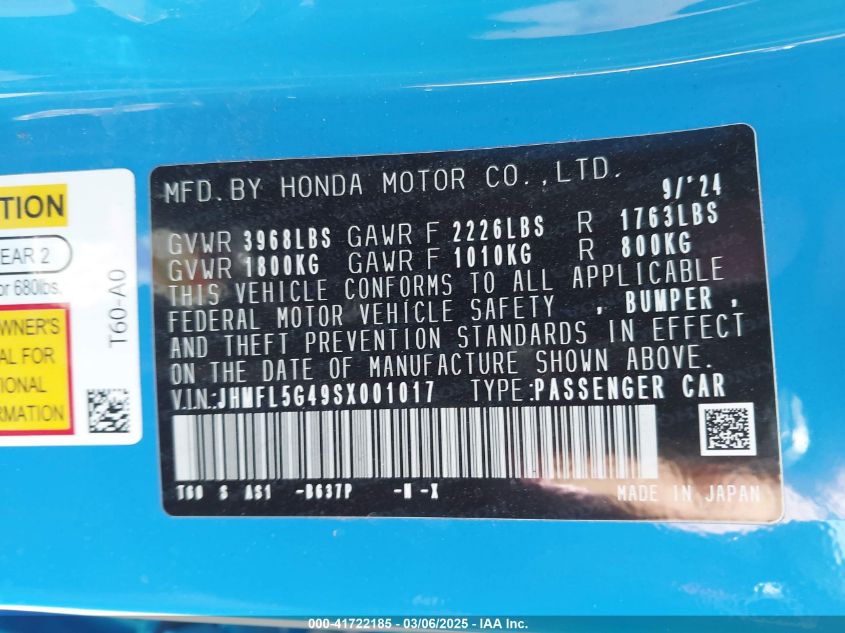 MFD. BY HONDA MOTOR CO.,LTD. 9/'24
GVWR 3968LBS GAWR F 2226LBS R 1763LBS
GVWR 1800KG GAWR F 1010KG R 800KG
THIS VEHICLE CONFORMS TO ALL APPLICABLE
FEDERAL MOTOR VEHICLE SAFETY , BUMPER ,
AND THEFT PREVENTION STANDARDS IN EFFECT
ON THE DATE OF MANUFACTURE SHOWN ABOVE.
V.I.N:JHMFL5G49SX001017 TYPE:PASSENGER CAR
T60 S AS1 -B637P -N -X MADE IN JAPAN
TION
EAR 2
or 680lbs.
OWNER'S
AL FOR
TIONAL
FORMATION
T60-A0
000-41722185 - 03/06/2025 - IAA Inc.